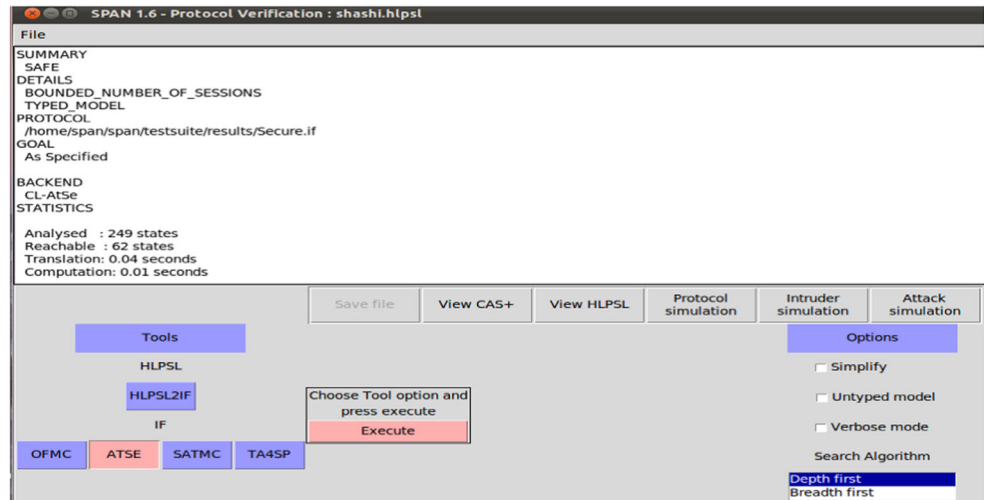 SPAN 1.6 - Protocol Verification : shashi.hlpsl
File
SUMMARY
SAFE
DETAILS
BOUNDED_NUMBER_OF_SESSIONS
TYPED_MODEL
PROTOCOL
/home/span/span/testsuite/results/Secure.if
GOAL
As Specified
BACKEND
CL-AtSe
STATISTICS
Analysed : 249 states
Reachable : 62 states
Translation: 0.04 seconds
Computation: 0.01 seconds
Save file
View CAS+
View HLPSL
Protocol
simulation
Intruder
simulation
Attack
simulation
Tools
HLPSL
HLPSL2IF
IF
OFMC
ATSE
SATMC
TA4SP
Choose Tool option and
press execute
Execute
Options
Simplify
Untyped model
Verbose mode
Search Algorithm
Depth first
Breadth first